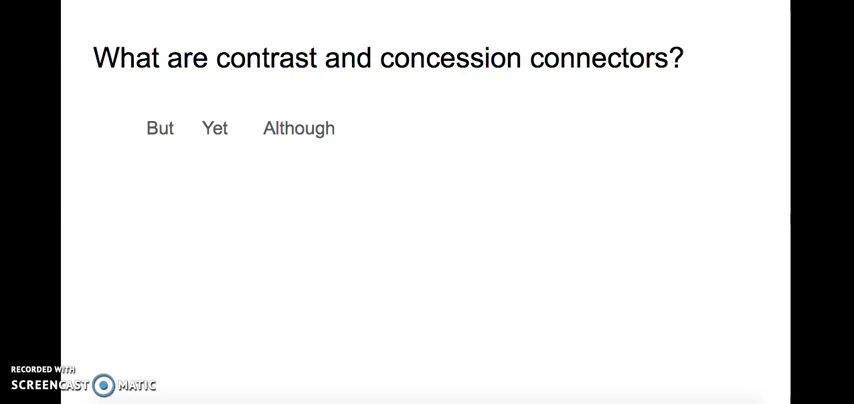 What are contrast and concession connectors?
But Yet Although
RECORDED WITH
SCREENCAST MATIC